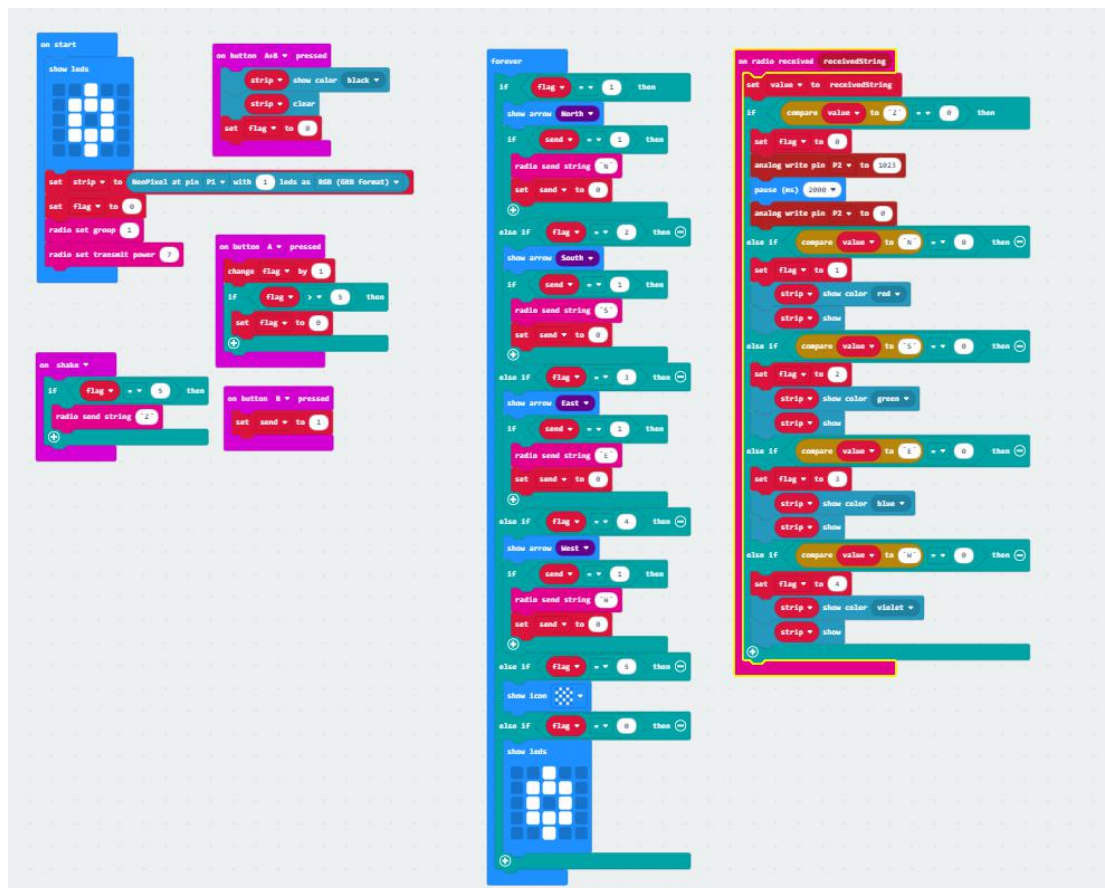 on start
show leds
set strip ▾ to NeoPixel at pin P1 ▾ with 1 leds as RGB (GRB format) ▾
set flag ▾ to 0
radio set group 1
radio set transmit power 7
on shake ▾
if flag ▾ = ▾ 5 then
radio send string "Z"
on button A+B ▾ pressed
strip ▾ show color black ▾
strip ▾ clear
set flag ▾ to 0
on button A ▾ pressed
change flag ▾ by 1
if flag ▾ > ▾ 5 then
set flag ▾ to 0
on button B ▾ pressed
set send ▾ to 1
forever
if flag ▾ = ▾ 1 then
show arrow North ▾
if send ▾ = ▾ 1 then
radio send string "N"
set send ▾ to 0
else if flag ▾ = ▾ 2 then
show arrow South ▾
if send ▾ = ▾ 1 then
radio send string "S"
set send ▾ to 0
else if flag ▾ = ▾ 3 then
show arrow East ▾
if send ▾ = ▾ 1 then
radio send string "E"
set send ▾ to 0
else if flag ▾ = ▾ 4 then
show arrow West ▾
if send ▾ = ▾ 1 then
radio send string "W"
set send ▾ to 0
else if flag ▾ = ▾ 5 then
show icon
else if flag ▾ = ▾ 0 then
show leds
on radio received receivedString
set value ▾ to receivedString
if compare value ▾ to "Z" = ▾ 0 then
set flag ▾ to 0
analog write pin P2 ▾ to 1023
pause (ms) 2000 ▾
analog write pin P2 ▾ to 0
else if compare value ▾ to "N" = ▾ 0 then
set flag ▾ to 1
strip ▾ show color red ▾
strip ▾ show
else if compare value ▾ to "S" = ▾ 0 then
set flag ▾ to 2
strip ▾ show color green ▾
strip ▾ show
else if compare value ▾ to "E" = ▾ 0 then
set flag ▾ to 3
strip ▾ show color blue ▾
strip ▾ show
else if compare value ▾ to "W" = ▾ 0 then
set flag ▾ to 4
strip ▾ show color violet ▾
strip ▾ show